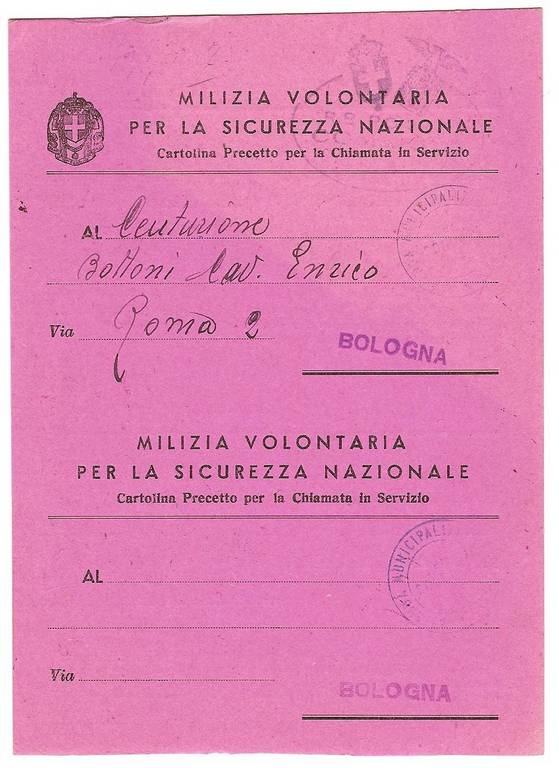 MILIZIA VOLONTARIA
PER LA SICUREZZA NAZIONALE
Cartolina Precetto per la Chiamata in Servizio
AL Centurione
Bottoni Cav. Enrico
Via Roma 2
BOLOGNA
MILIZIA VOLONTARIA
PER LA SICUREZZA NAZIONALE
Cartolina Precetto per la Chiamata in Servizio
AL
MUNICIPALI
Via
BOLOGNA